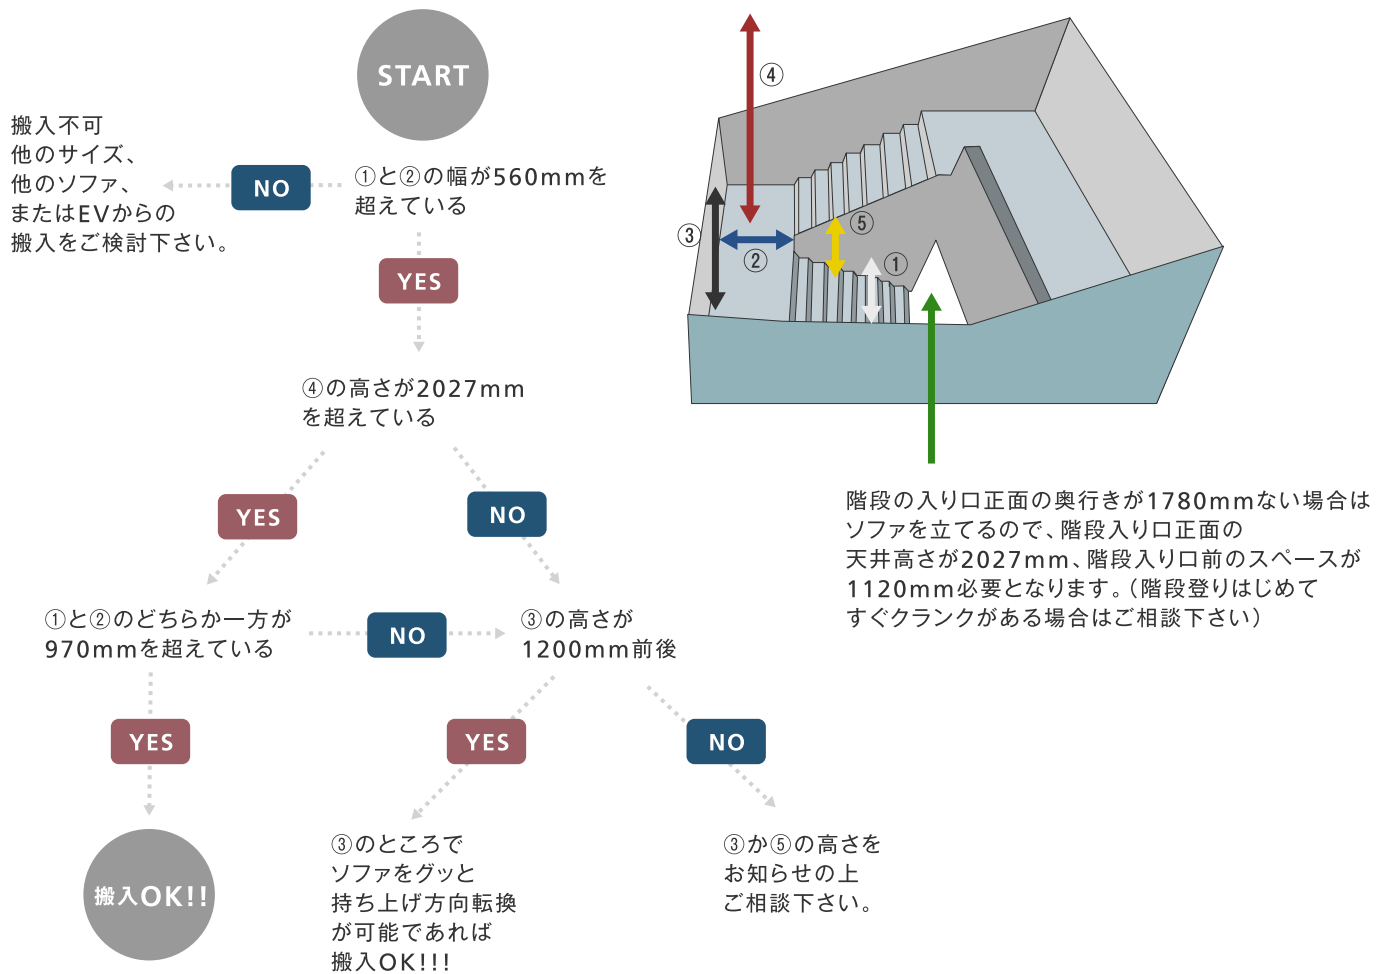 START
①と②の幅が560mmを
超えている
NO
搬入不可
他のサイズ、
他のソファ、
またはEVからの
搬入をご検討下さい。
YES
④の高さが2027mm
を超えている
YES
NO
①と②のどちらか一方が
970mmを超えている
NO
③の高さが
1200mm前後
YES
YES
NO
搬入OK!!
③のところで
ソファをグッと
持ち上げ方向転換
が可能であれば
搬入OK!!!
③か⑤の高さを
お知らせの上
ご相談下さい。
④
③
②
⑤
①
階段の入り口正面の奥行きが1780mmない場合は
ソファを立てるので、階段入り口正面の
天井高さが2027mm、階段入り口前のスペースが
1120mm必要となります。（階段登りはじめて
すぐクランクがある場合はご相談下さい）